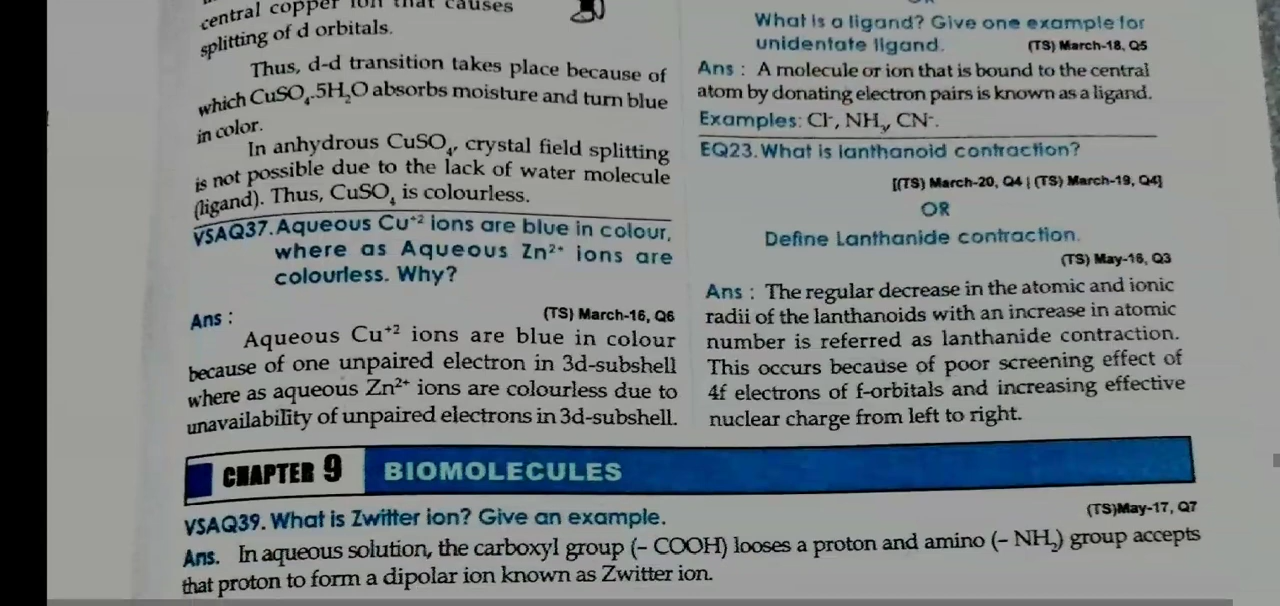 central copper ion that causes
splitting of d orbitals.
Thus, d-d transition takes place because of
which CuSO₄.5H₂O absorbs moisture and turn blue
in color.
In anhydrous CuSO₄, crystal field splitting
is not possible due to the lack of water molecule
(ligand). Thus, CuSO₄ is colourless.
VSAQ37. Aqueous Cu⁺² ions are blue in colour,
where as Aqueous Zn²⁺ ions are
colourless. Why?
(TS) March-16, Q6
Ans :
Aqueous Cu⁺² ions are blue in colour
because of one unpaired electron in 3d-subshell
where as aqueous Zn²⁺ ions are colourless due to
unavailability of unpaired electrons in 3d-subshell.
OR
What is a ligand? Give one example for
unidentate ligand. (TS) March-18, Q5
Ans : A molecule or ion that is bound to the central
atom by donating electron pairs is known as a ligand.
Examples: Cl⁻, NH₃, CN⁻.
EQ23. What is lanthanoid contraction?
[(TS) March-20, Q4 | (TS) March-19, Q4]
OR
Define Lanthanide contraction.
(TS) May-16, Q3
Ans : The regular decrease in the atomic and ionic
radii of the lanthanoids with an increase in atomic
number is referred as lanthanide contraction.
This occurs because of poor screening effect of
4f electrons of f-orbitals and increasing effective
nuclear charge from left to right.
CHAPTER 9 BIOMOLECULES
VSAQ39. What is Zwitter ion? Give an example. (TS)May-17, Q7
Ans. In aqueous solution, the carboxyl group (– COOH) looses a proton and amino (– NH₂) group accepts
that proton to form a dipolar ion known as Zwitter ion.